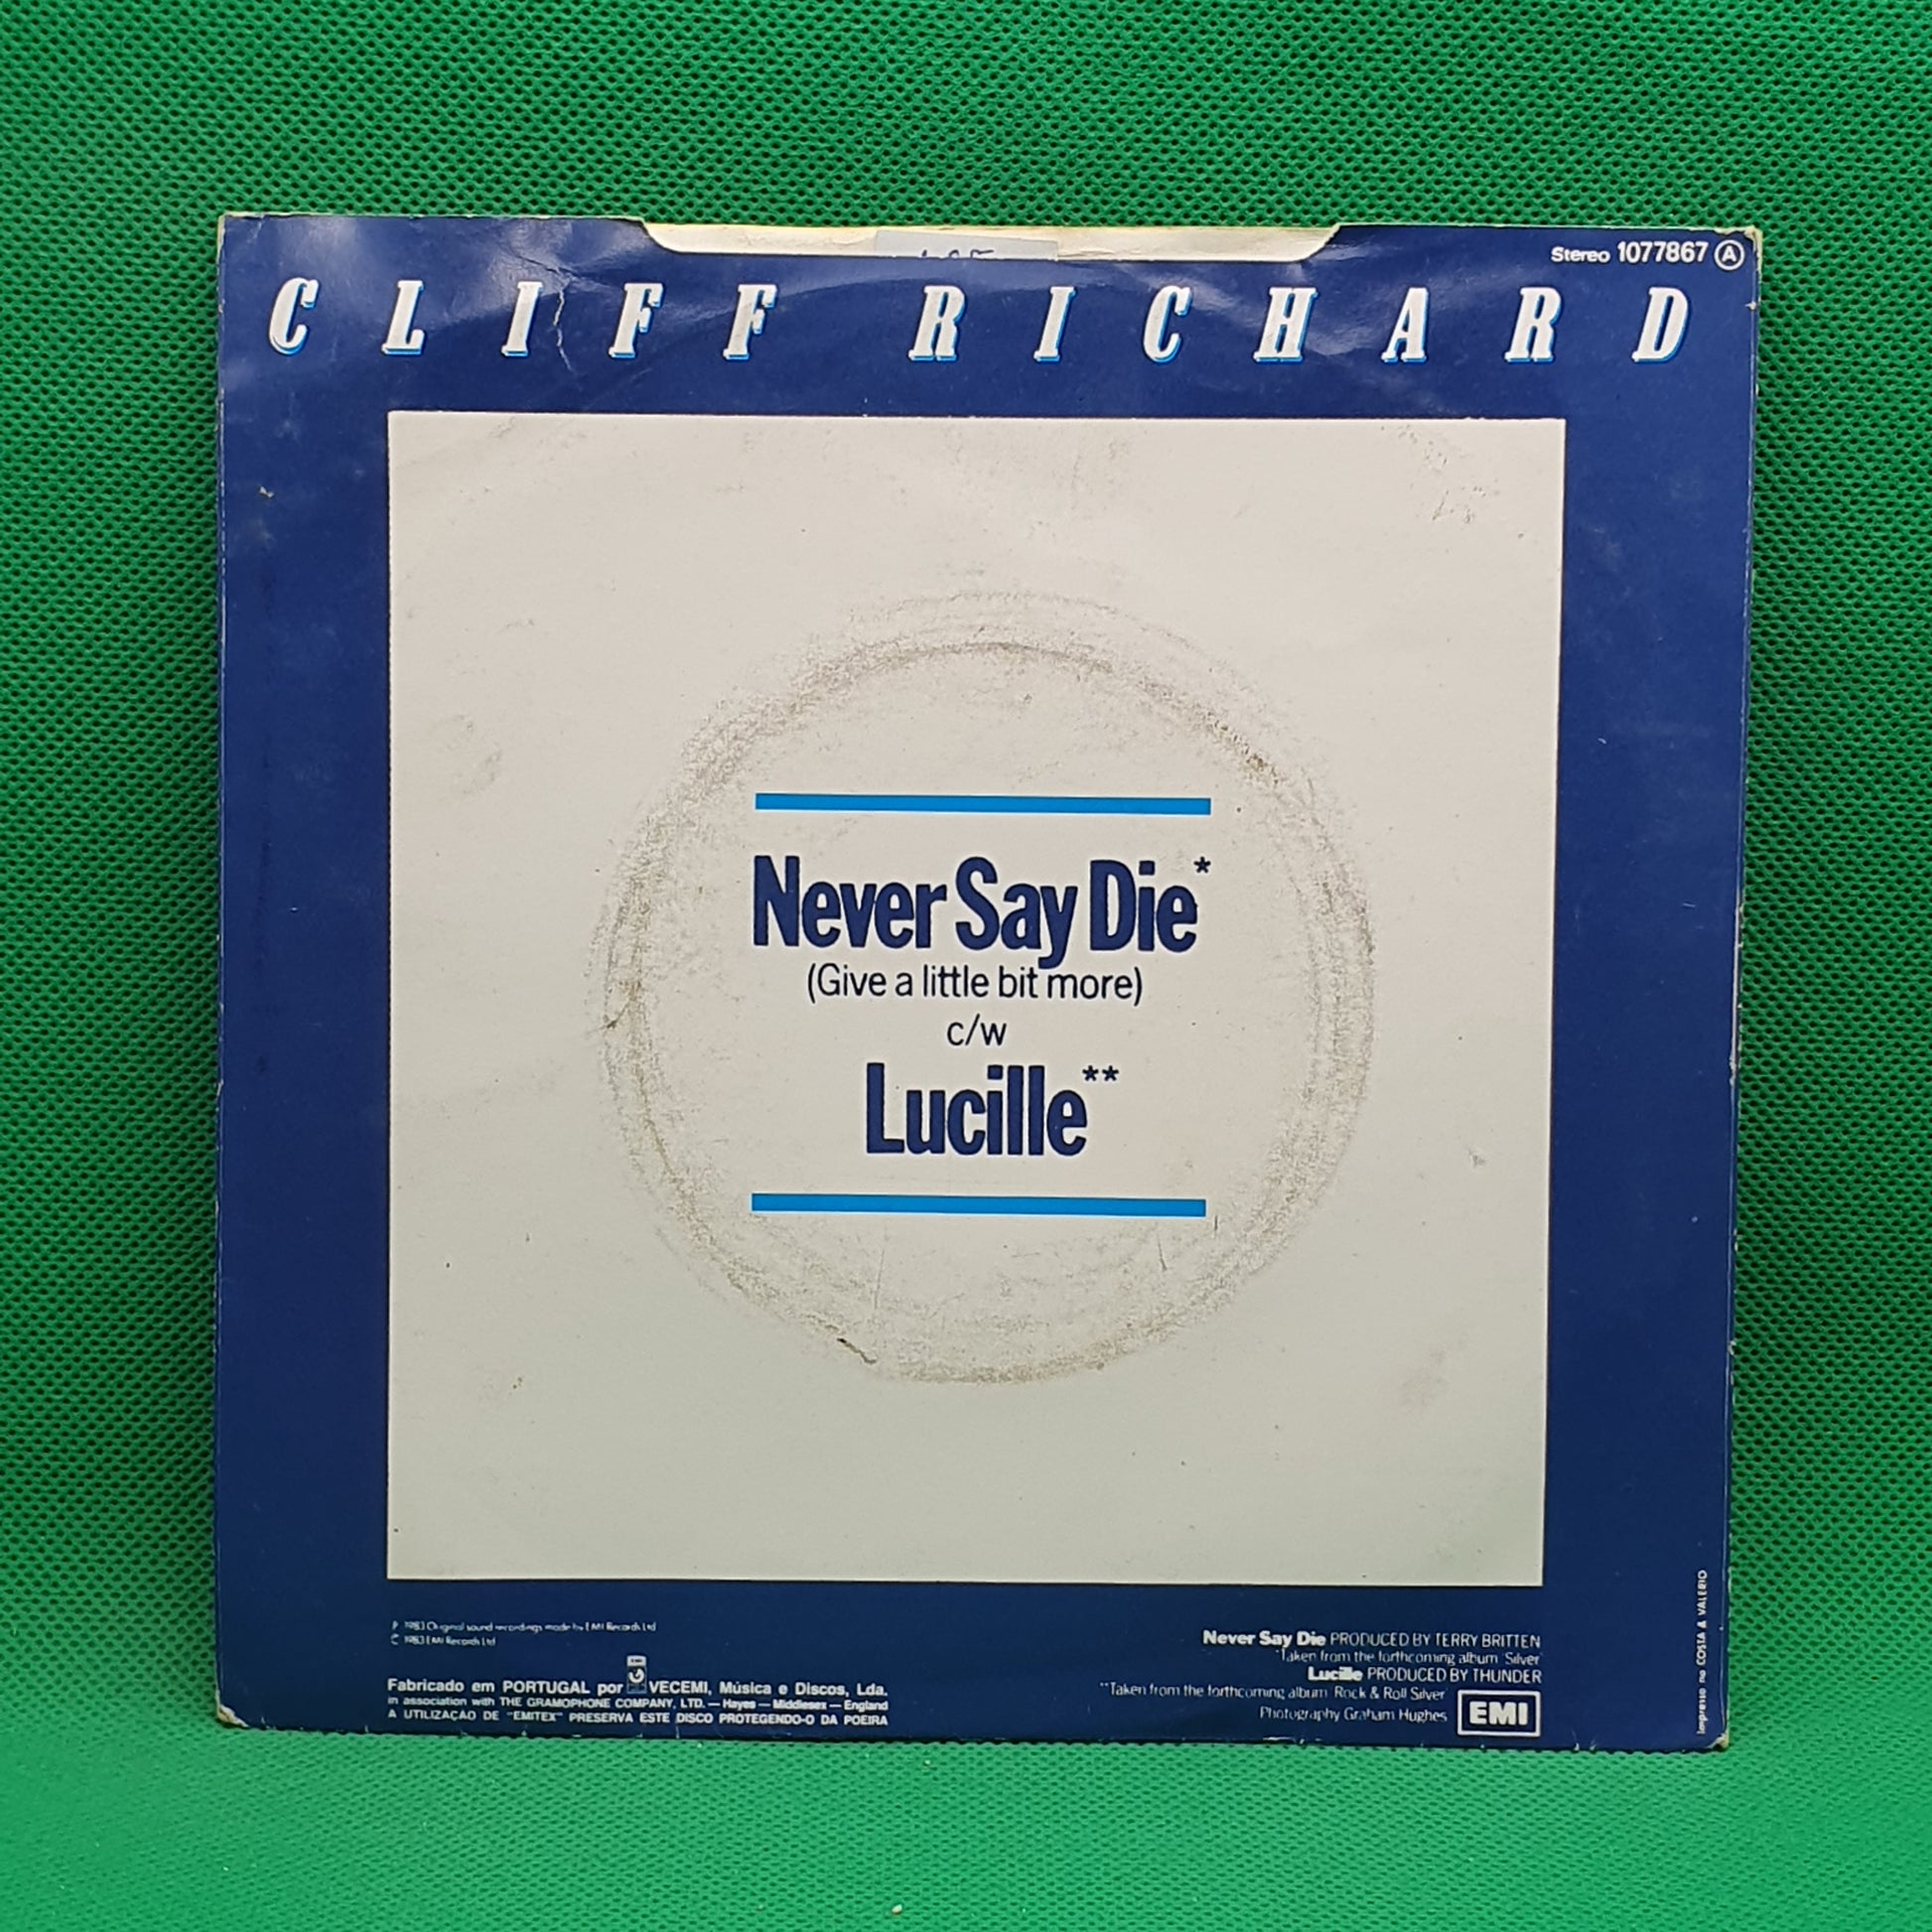 Stereo 1077867 A
CLIFF RICHARD
Never Say Die*
(Give a little bit more)
c/w
Lucille**
℗ 1983 Original sound recordings made by EMI Records Ltd
© 1983 EMI Records Ltd
Fabricado em PORTUGAL por VECEMI, Música e Discos, Lda.
in association with THE GRAMOPHONE COMPANY, LTD. — Hayes — Middlesex — England
A UTILIZAÇÃO DE "EMITEX" PRESERVA ESTE DISCO PROTEGENDO-O DA POEIRA
Never Say Die PRODUCED BY TERRY BRITTEN
*Taken from the forthcoming album 'Silver'
Lucille PRODUCED BY THUNDER
**Taken from the forthcoming album 'Rock & Roll Silver'
Photography Graham Hughes
EMI
Impresso na COSTA & VALERIO